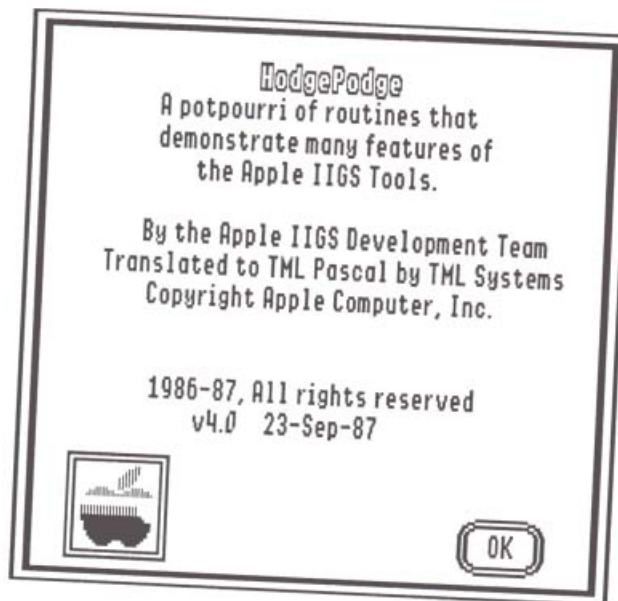 HodgePodge
A potpourri of routines that
demonstrate many features of
the Apple IIGS Tools.
By the Apple IIGS Development Team
Translated to TML Pascal by TML Systems
Copyright Apple Computer, Inc.
1986-87, All rights reserved
v4.0 23-Sep-87
OK